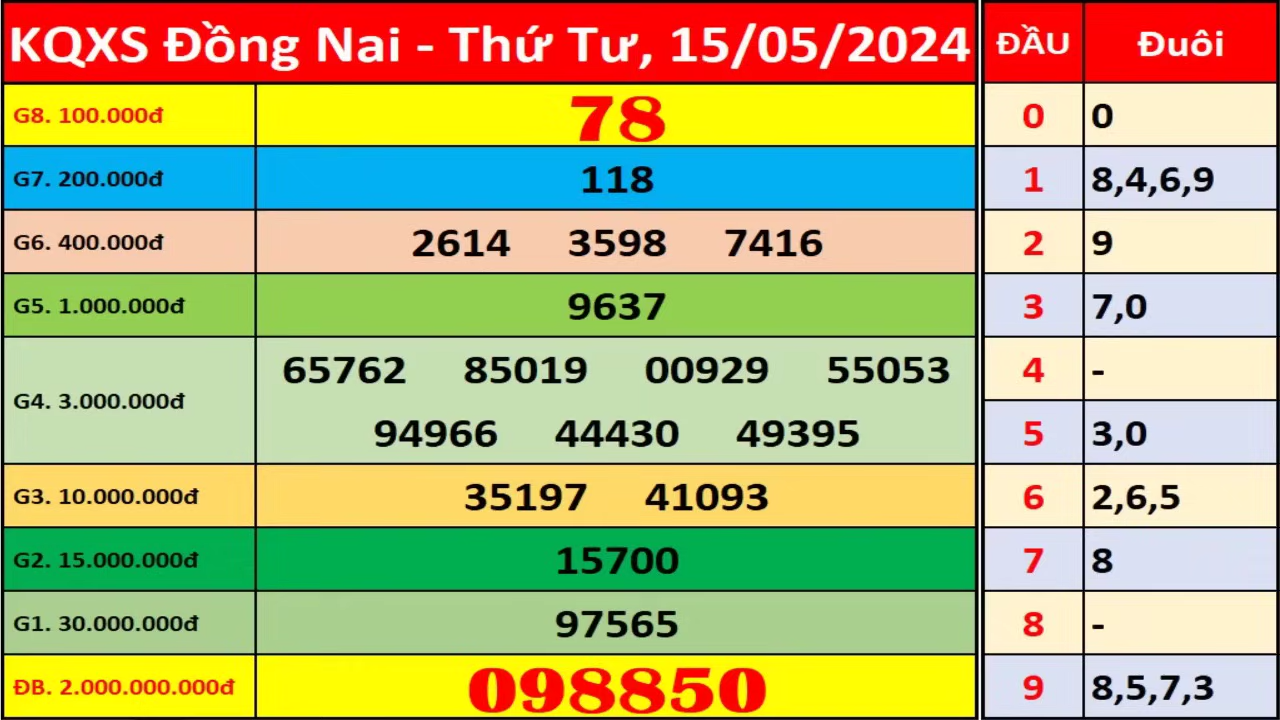 KQXS Đồng Nai - Thứ Tư, 15/05/2024 ĐẦU Đuôi
G8. 100.000đ 78 0 0
G7. 200.000đ 118 1 8,4,6,9
G6. 400.000đ 2614 3598 7416 2 9
G5. 1.000.000đ 9637 3 7,0
65762 85019 00929 55053 4 -
G4. 3.000.000đ
94966 44430 49395 5 3,0
G3. 10.000.000đ 35197 41093 6 2,6,5
G2. 15.000.000đ 15700 7 8
G1. 30.000.000đ 97565 8 -
ĐB. 2.000.000.000đ 098850 9 8,5,7,3